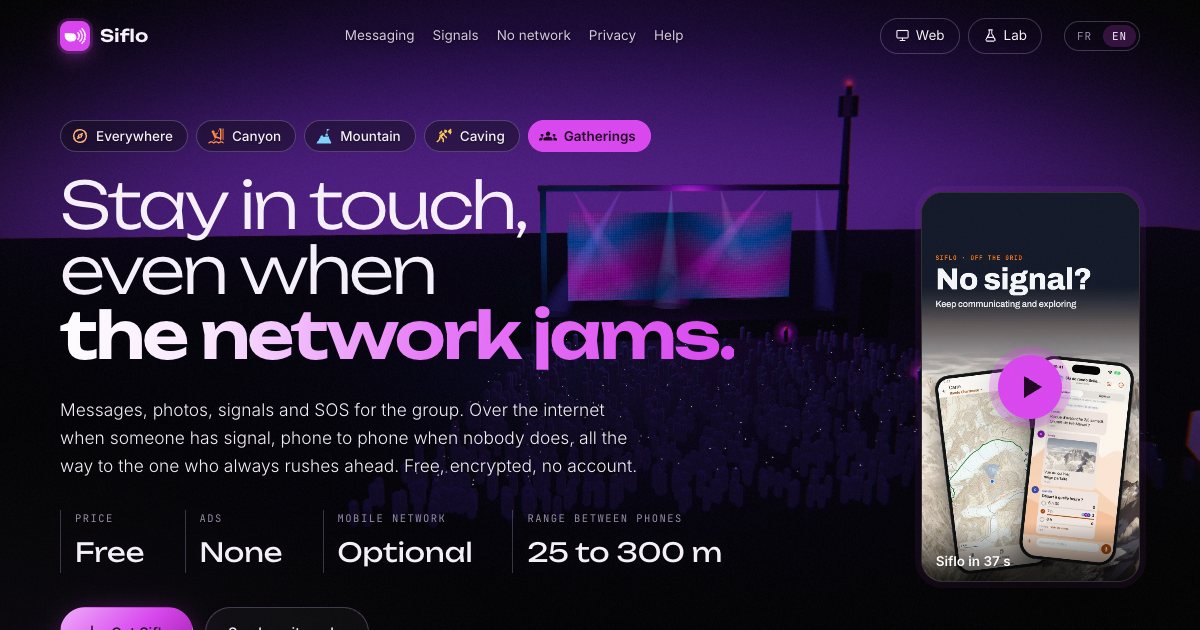 Siflo
Messaging Signals No network Privacy Help
Web Lab FR EN
Everywhere Canyon Mountain Caving Gatherings
Stay in touch,
even when
the network jams.
Messages, photos, signals and SOS for the group. Over the internet
when someone has signal, phone to phone when nobody does, all the
way to the one who always rushes ahead. Free, encrypted, no account.
PRICE ADS MOBILE NETWORK RANGE BETWEEN PHONES
Free None Optional 25 to 300 m
SIFLO · OFF THE GRID
No signal?
Keep communicating and exploring
Siflo in 37 s